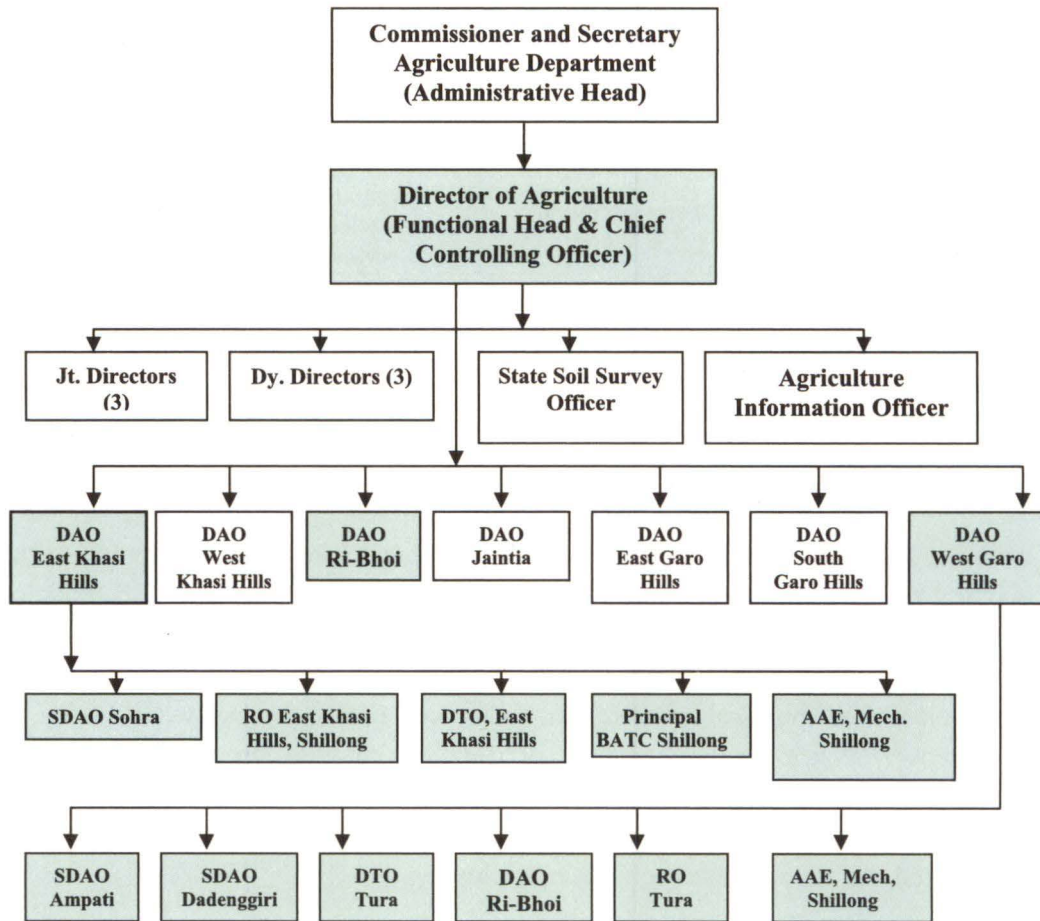 Commissioner and Secretary
Agriculture Department
(Administrative Head)
Director of Agriculture
(Functional Head & Chief
Controlling Officer)
Jt. Directors
(3)
Dy. Directors (3)
State Soil Survey
Officer
Agriculture
Information Officer
DAO
East Khasi
Hills
DAO
West
Khasi Hills
DAO
Ri-Bhoi
DAO
Jaintia
DAO
East Garo
Hills
DAO
South
Garo Hills
DAO
West Garo
Hills
SDAO Sohra
RO East Khasi
Hills, Shillong
DTO, East
Khasi Hills
Principal
BATC Shillong
AAE, Mech.
Shillong
SDAO
Ampati
SDAO
Dadenggiri
DTO
Tura
DAO
Ri-Bhoi
RO
Tura
AAE, Mech,
Shillong